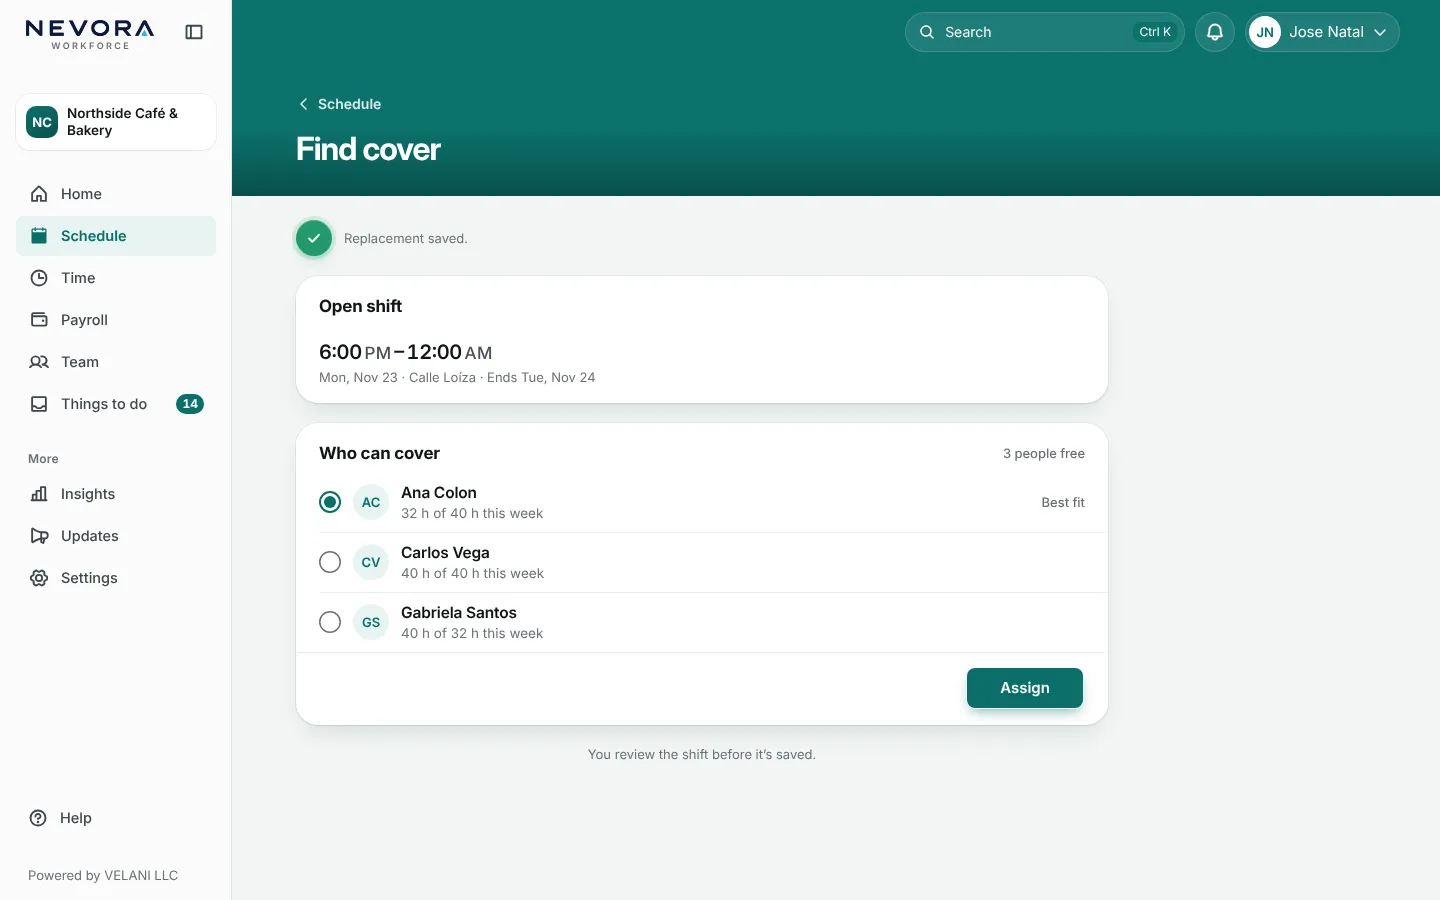 NEVORA
WORKFORCE
Search
Ctrl K
JN
Jose Natal
NC
Northside Café &
Bakery
Schedule
Find cover
Home
Schedule
Time
Payroll
Team
Things to do
14
More
Insights
Updates
Settings
Help
Powered by VELANI LLC
Replacement saved.
Open shift
6:00 PM – 12:00 AM
Mon, Nov 23 · Calle Loíza · Ends Tue, Nov 24
Who can cover
3 people free
AC
Ana Colon
32 h of 40 h this week
Best fit
CV
Carlos Vega
40 h of 40 h this week
GS
Gabriela Santos
40 h of 32 h this week
Assign
You review the shift before it’s saved.